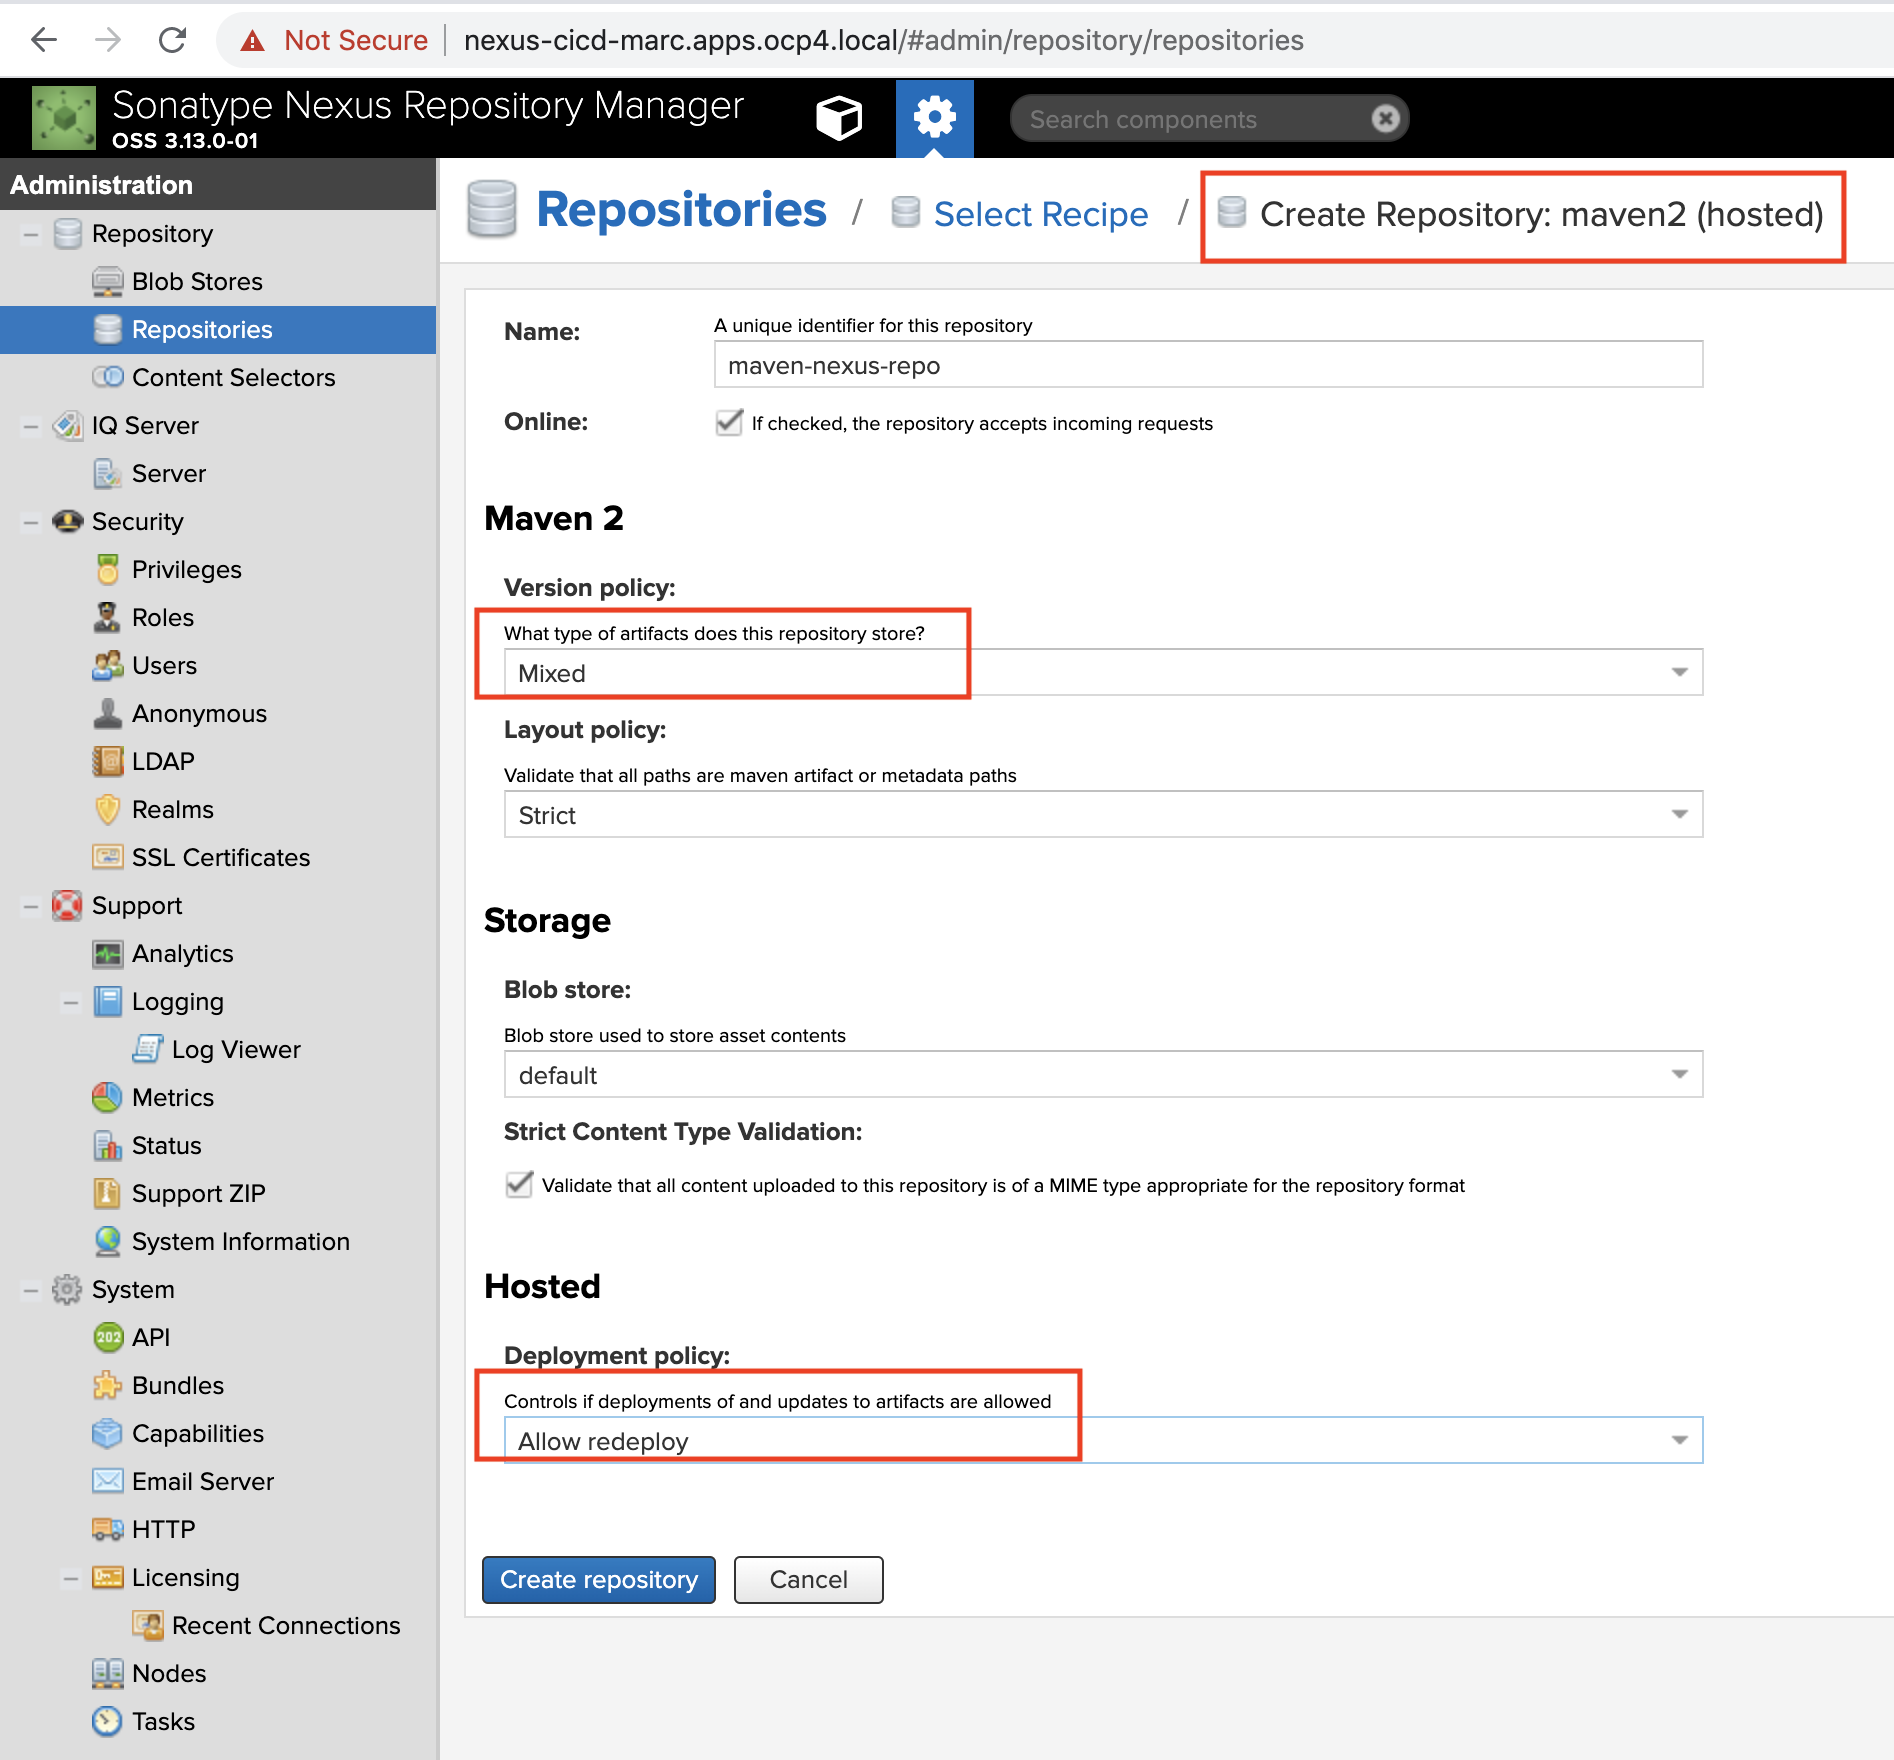 Not Secure nexus-cicd-marc.apps.ocp4.local/#admin/repository/repositories
Sonatype Nexus Repository Manager
OSS 3.13.0-01
Search components
Administration
Repository
Blob Stores
Repositories
Content Selectors
IQ Server
Server
Security
Privileges
Roles
Users
Anonymous
LDAP
Realms
SSL Certificates
Support
Analytics
Logging
Log Viewer
Metrics
Status
Support ZIP
System Information
System
202
API
Bundles
Capabilities
Email Server
HTTP
Licensing
Recent Connections
Nodes
Tasks
Repositories / Select Recipe / Create Repository: maven2 (hosted)
Name: A unique identifier for this repository
maven-nexus-repo
Online: If checked, the repository accepts incoming requests
Maven 2
Version policy:
What type of artifacts does this repository store?
Mixed
Layout policy:
Validate that all paths are maven artifact or metadata paths
Strict
Storage
Blob store:
Blob store used to store asset contents
default
Strict Content Type Validation:
Validate that all content uploaded to this repository is of a MIME type appropriate for the repository format
Hosted
Deployment policy:
Controls if deployments of and updates to artifacts are allowed
Allow redeploy
Create repository Cancel